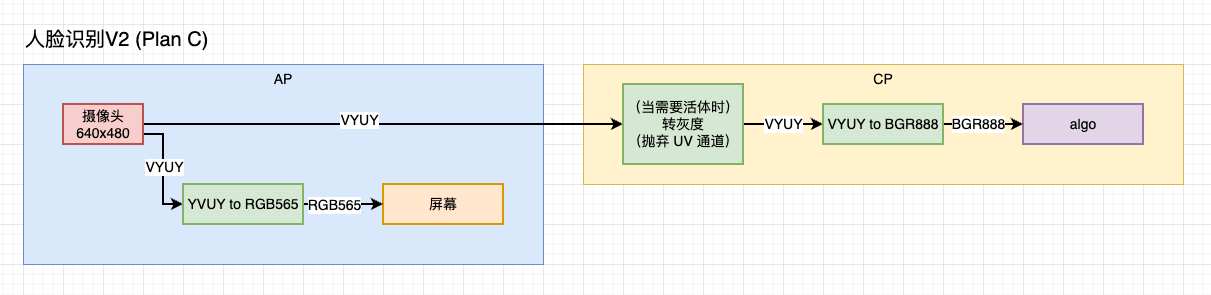 人脸识别V2 (Plan C)
AP
CP
摄像头
640x480
VYUY
（当需要活体时）
转灰度
（抛弃 UV 通道）
VYUY
VYUY to BGR888
BGR888
algo
VYUY
YVUY to RGB565
RGB565
屏幕